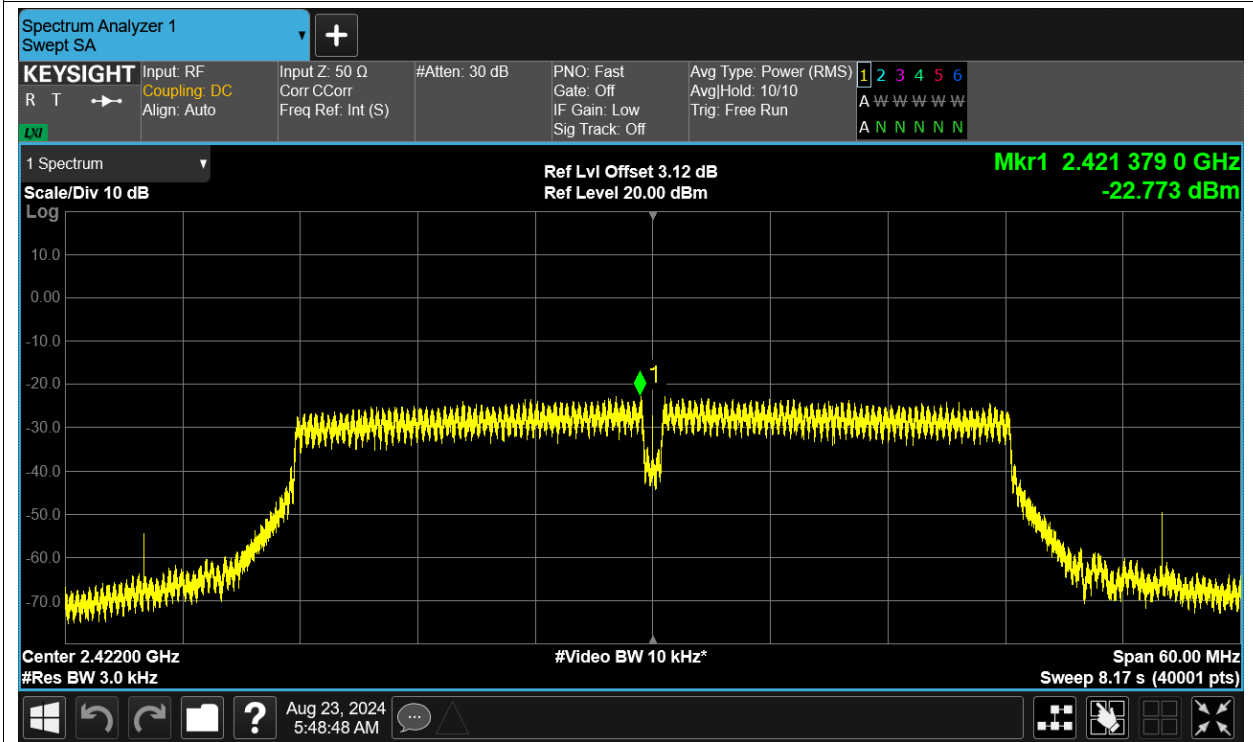 Spectrum Analyzer 1
Swept SA
+
KEYSIGHT
R T
LXI
Input: RF
Coupling: DC
Align: Auto
Input Z: 50 Ω
Corr CCorr
Freq Ref: Int (S)
#Atten: 30 dB
PNO: Fast
Gate: Off
IF Gain: Low
Sig Track: Off
Avg Type: Power (RMS)
Avg|Hold: 10/10
Trig: Free Run
1 2 3 4 5 6
A W W W W W
A N N N N N
1 Spectrum
Scale/Div 10 dB
Log
Ref Lvl Offset 3.12 dB
Ref Level 20.00 dBm
Mkr1 2.421 379 0 GHz
-22.773 dBm
10.0
0.00
-10.0
-20.0
-30.0
-40.0
-50.0
-60.0
-70.0
1
Center 2.42200 GHz
#Res BW 3.0 kHz
#Video BW 10 kHz*
Span 60.00 MHz
Sweep 8.17 s (40001 pts)
?
Aug 23, 2024
5:48:48 AM